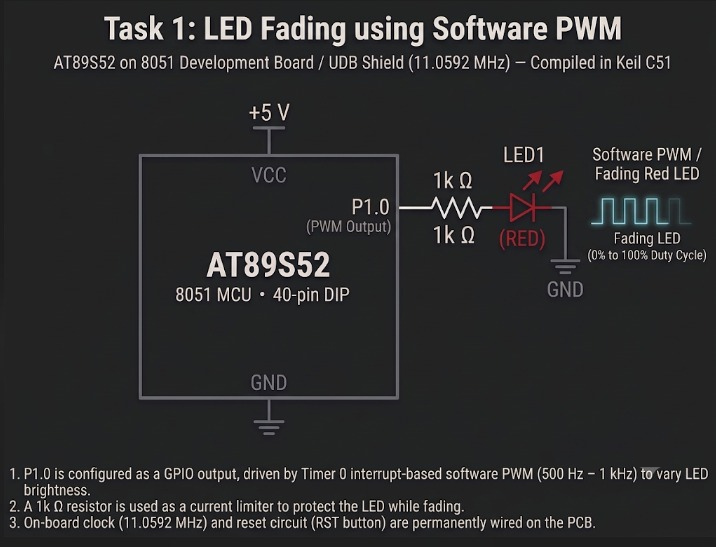 Task 1: LED Fading using Software PWM
AT89S52 on 8051 Development Board / UDB Shield (11.0592 MHz) — Compiled in Keil C51
+5 V
VCC
P1.0
(PWM Output)
AT89S52
8051 MCU • 40-pin DIP
GND
1k Ω
1k Ω
LED1
(RED)
GND
Software PWM /
Fading Red LED
Fading LED
(0% to 100% Duty Cycle)
1. P1.0 is configured as a GPIO output, driven by Timer 0 interrupt-based software PWM (500 Hz – 1 kHz) to vary LED
brightness.
2. A 1k Ω resistor is used as a current limiter to protect the LED while fading.
3. On-board clock (11.0592 MHz) and reset circuit (RST button) are permanently wired on the PCB.